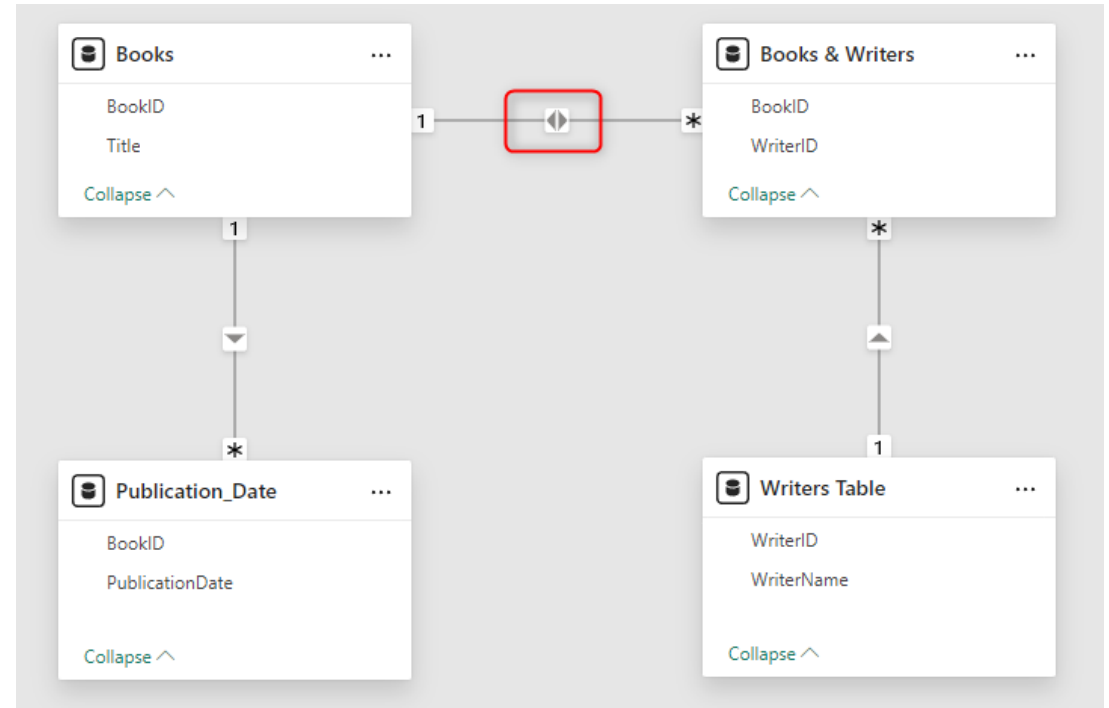 Books
...
BookID
Title
Collapse
1
*
Books & Writers
...
BookID
WriterID
Collapse
1
*
*
1
Publication_Date
...
BookID
PublicationDate
Collapse
Writers Table
...
WriterID
WriterName
Collapse